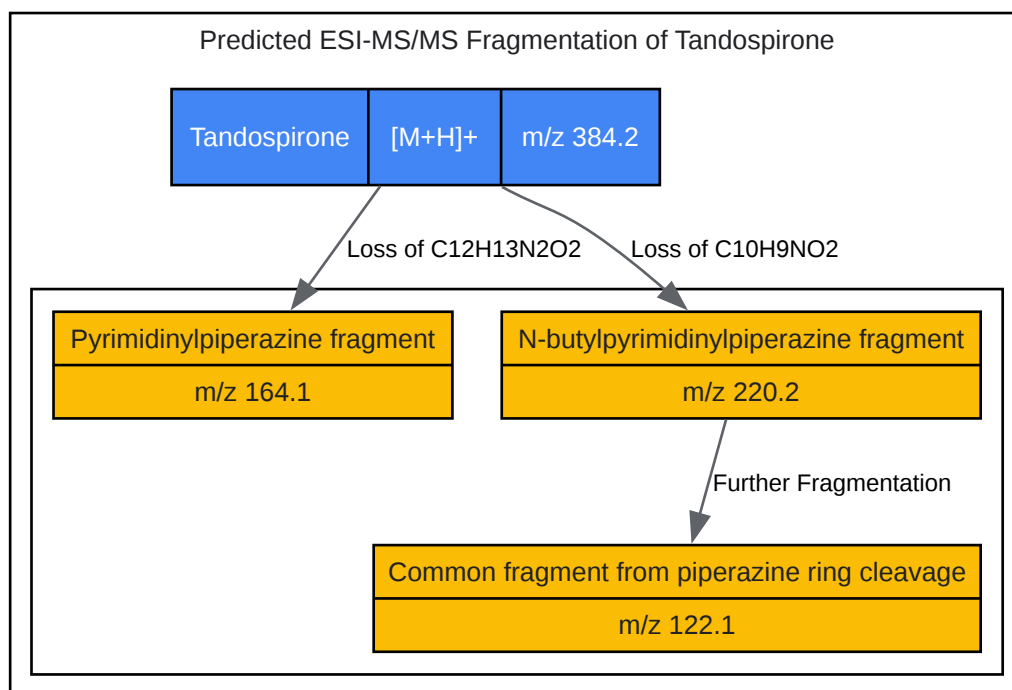 Predicted ESI-MS/MS Fragmentation of Tandospirone
Tandospirone [M+H]+ m/z 384.2
Loss of C12H13N2O2 Loss of C10H9NO2
Pyrimidinylpiperazine fragment N-butylpyrimidinylpiperazine fragment
m/z 164.1 m/z 220.2
Further Fragmentation
Common fragment from piperazine ring cleavage
m/z 122.1